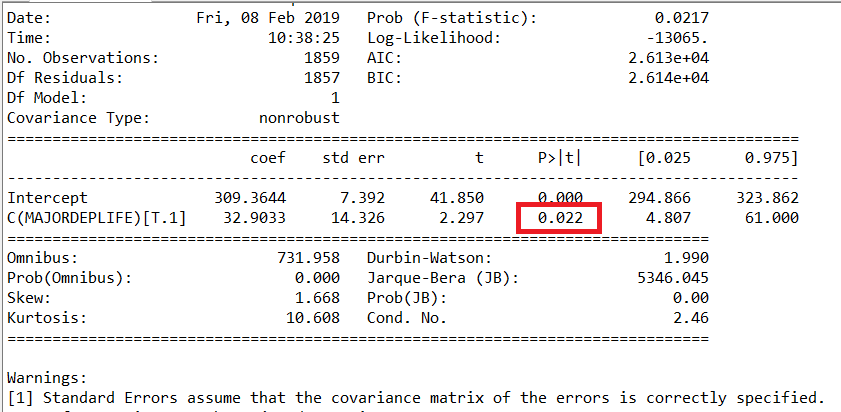 Date: Fri, 08 Feb 2019 Prob (F-statistic): 0.0217
Time: 10:38:25 Log-Likelihood: -13065.
No. Observations: 1859 AIC: 2.613e+04
Df Residuals: 1857 BIC: 2.614e+04
Df Model: 1
Covariance Type: nonrobust
==========================================================================================
coef std err t P>|t| [0.025 0.975]
------------------------------------------------------------------------------------------
Intercept 309.3644 7.392 41.850 0.000 294.866 323.862
C(MAJORDEPLIFE)[T.1] 32.9033 14.326 2.297 0.022 4.807 61.000
==============================================================================
Omnibus: 731.958 Durbin-Watson: 1.990
Prob(Omnibus): 0.000 Jarque-Bera (JB): 5346.045
Skew: 1.668 Prob(JB): 0.00
Kurtosis: 10.608 Cond. No. 2.46
==============================================================================
Warnings:
[1] Standard Errors assume that the covariance matrix of the errors is correctly specified.